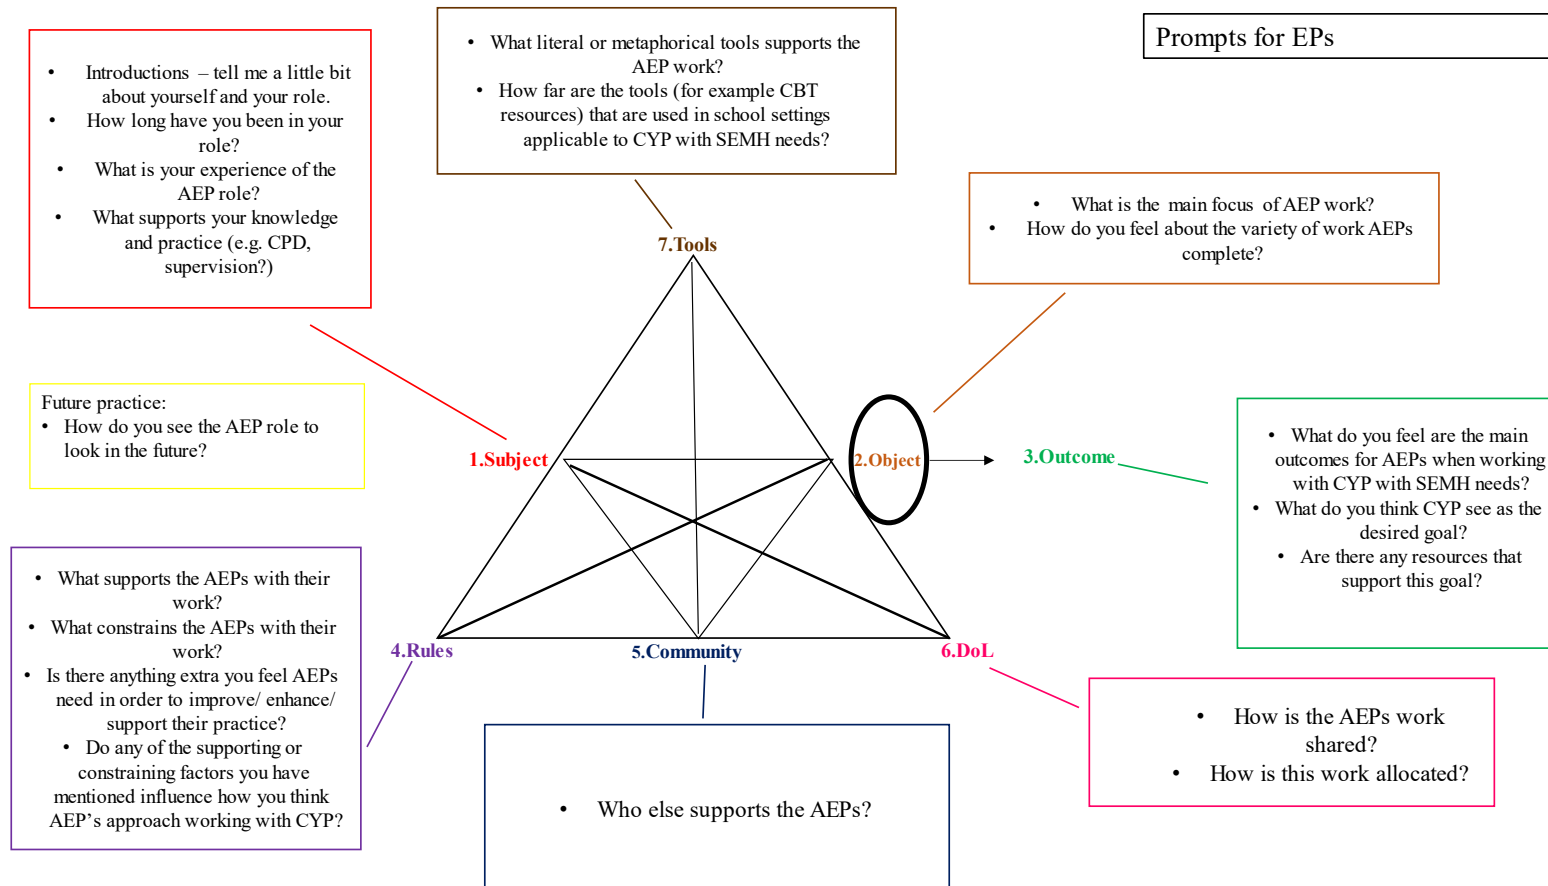 Prompts for EPs
• Introductions – tell me a little bit
about yourself and your role.
• How long have you been in your
role?
• What is your experience of the
AEP role?
• What supports your knowledge
and practice (e.g. CPD,
supervision?)
• What literal or metaphorical tools supports the
AEP work?
• How far are the tools (for example CBT
resources) that are used in school settings
applicable to CYP with SEMH needs?
• What is the main focus of AEP work?
• How do you feel about the variety of work AEPs
complete?
7.Tools
Future practice:
• How do you see the AEP role to
look in the future?
1.Subject
2.Object
3.Outcome
• What do you feel are the main
outcomes for AEPs when working
with CYP with SEMH needs?
• What do you think CYP see as the
desired goal?
• Are there any resources that
support this goal?
• What supports the AEPs with their
work?
• What constrains the AEPs with their
work?
• Is there anything extra you feel AEPs
need in order to improve/ enhance/
support their practice?
• Do any of the supporting or
constraining factors you have
mentioned influence how you think
AEP's approach working with CYP?
4.Rules
5.Community
6.DoL
• Who else supports the AEPs?
• How is the AEPs work
shared?
• How is this work allocated?